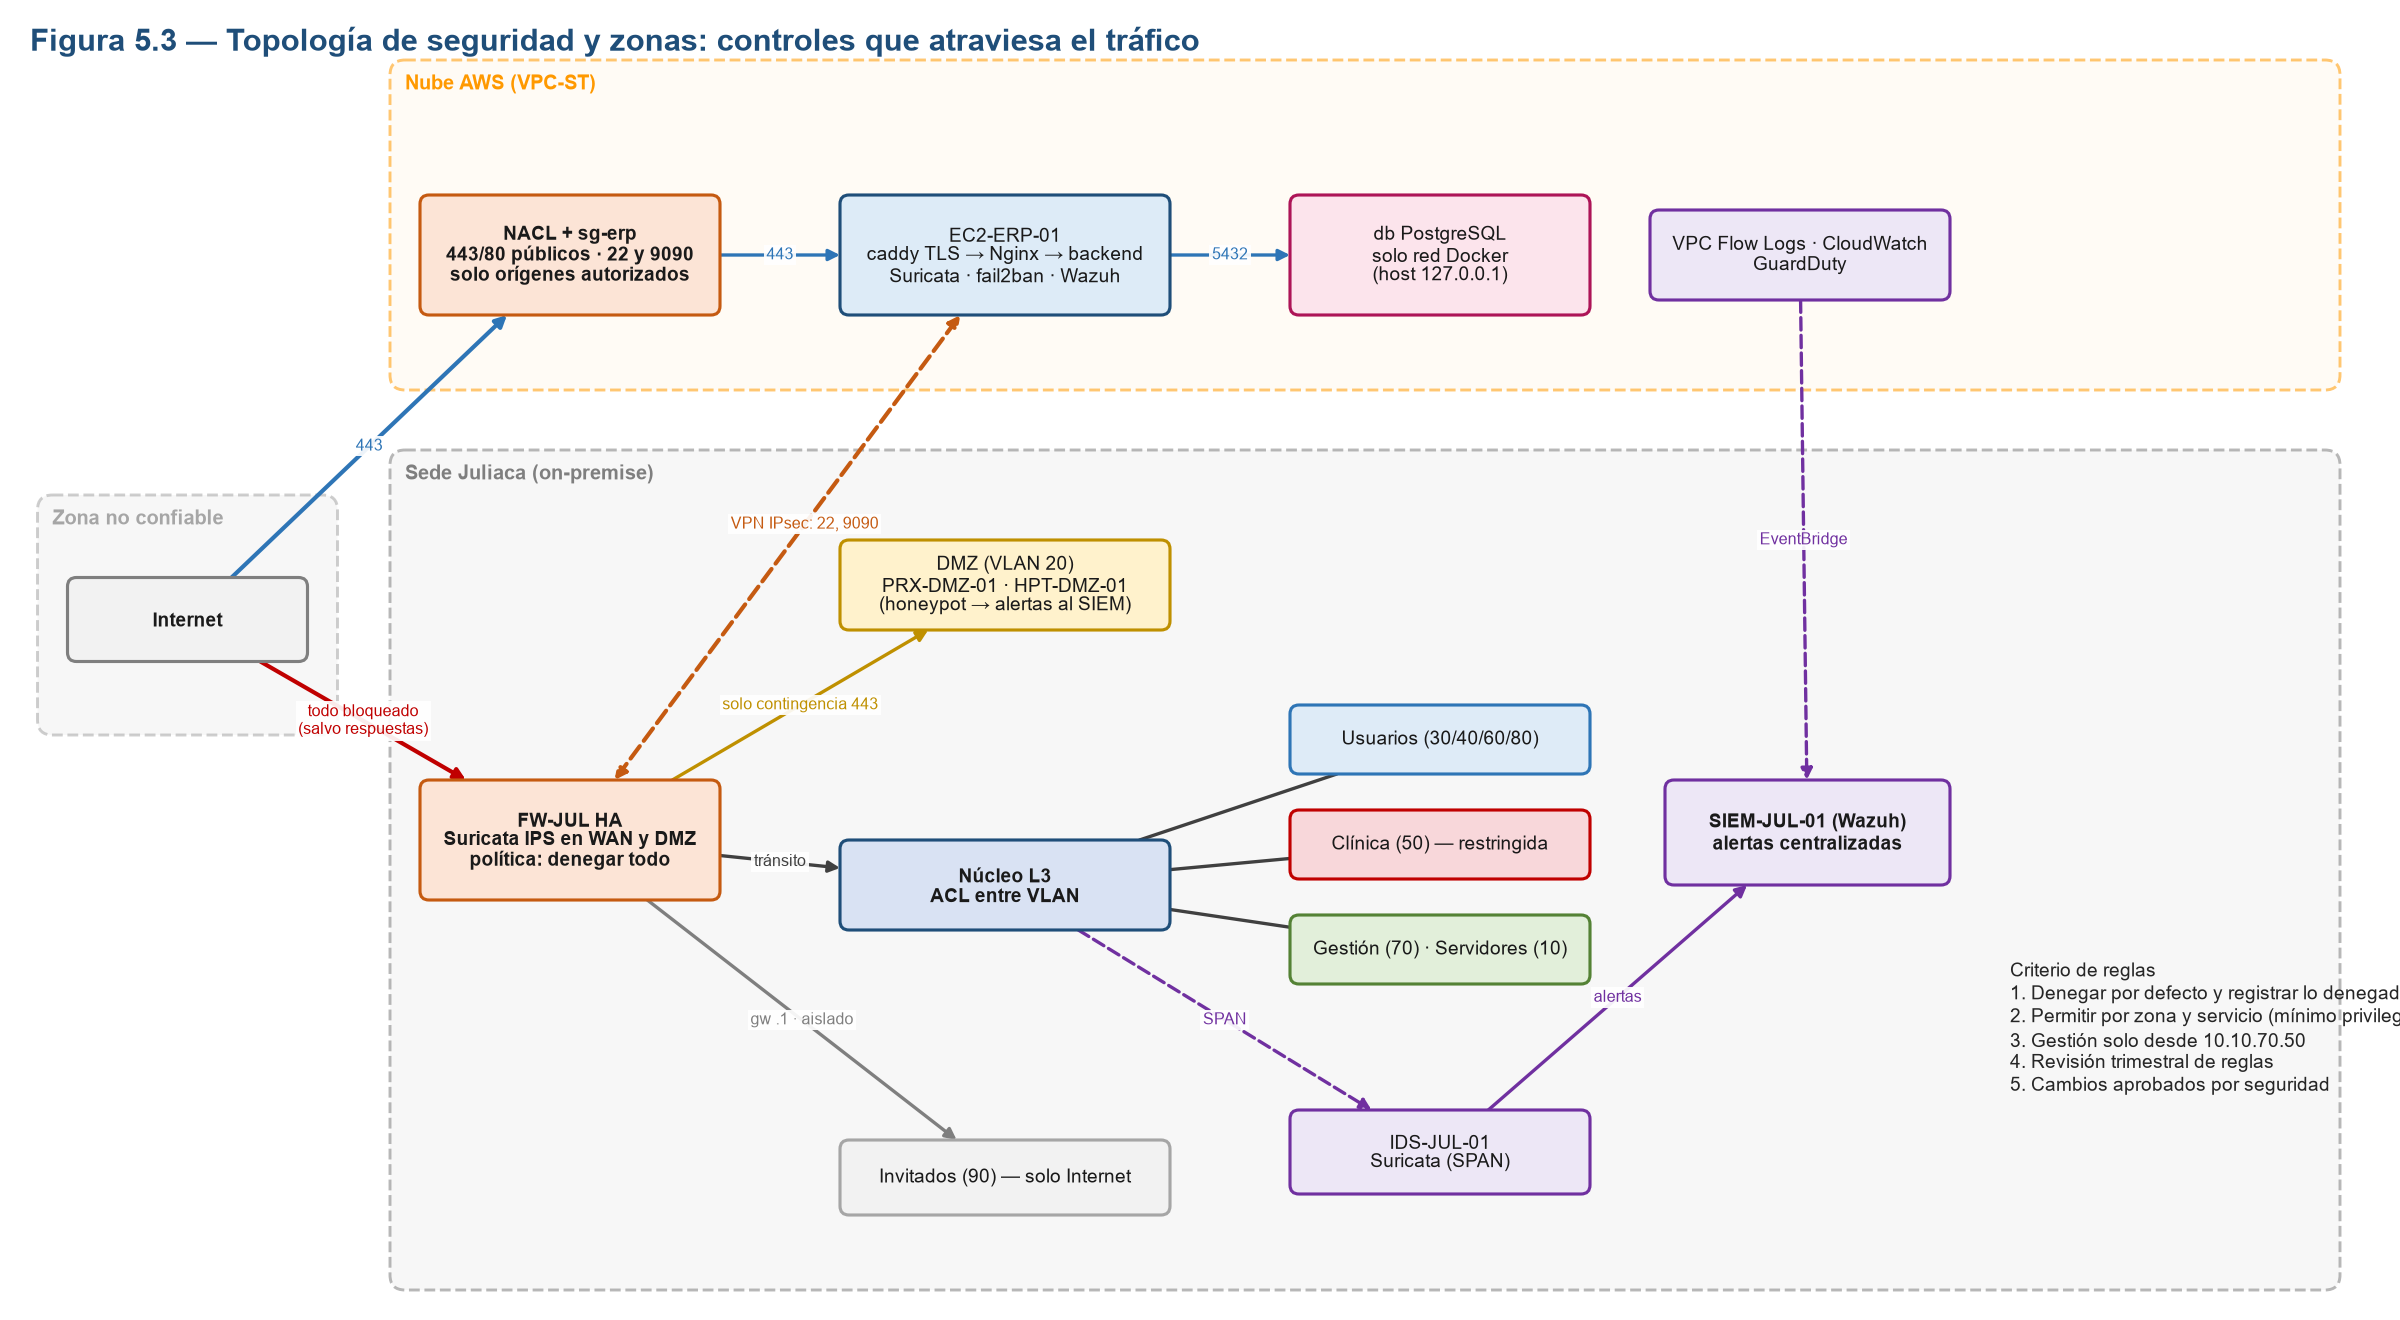 Figura 5.3 — Topología de seguridad y zonas: controles que atraviesa el tráfico
Nube AWS (VPC-ST)
NACL + sg-erp
443/80 públicos · 22 y 9090
solo orígenes autorizados
443
EC2-ERP-01
caddy TLS → Nginx → backend
Suricata · fail2ban · Wazuh
5432
db PostgreSQL
solo red Docker
(host 127.0.0.1)
VPC Flow Logs · CloudWatch
GuardDuty
443
Sede Juliaca (on-premise)
Zona no confiable
Internet
VPN IPsec: 22, 9090
EventBridge
DMZ (VLAN 20)
PRX-DMZ-01 · HPT-DMZ-01
(honeypot → alertas al SIEM)
todo bloqueado
(salvo respuestas)
solo contingencia 443
Usuarios (30/40/60/80)
FW-JUL HA
Suricata IPS en WAN y DMZ
política: denegar todo
tránsito
Núcleo L3
ACL entre VLAN
Clínica (50) — restringida
Gestión (70) · Servidores (10)
SIEM-JUL-01 (Wazuh)
alertas centralizadas
gw .1 · aislado
SPAN
alertas
Criterio de reglas
1. Denegar por defecto y registrar lo denegad
2. Permitir por zona y servicio (mínimo privileg
3. Gestión solo desde 10.10.70.50
4. Revisión trimestral de reglas
5. Cambios aprobados por seguridad
Invitados (90) — solo Internet
IDS-JUL-01
Suricata (SPAN)